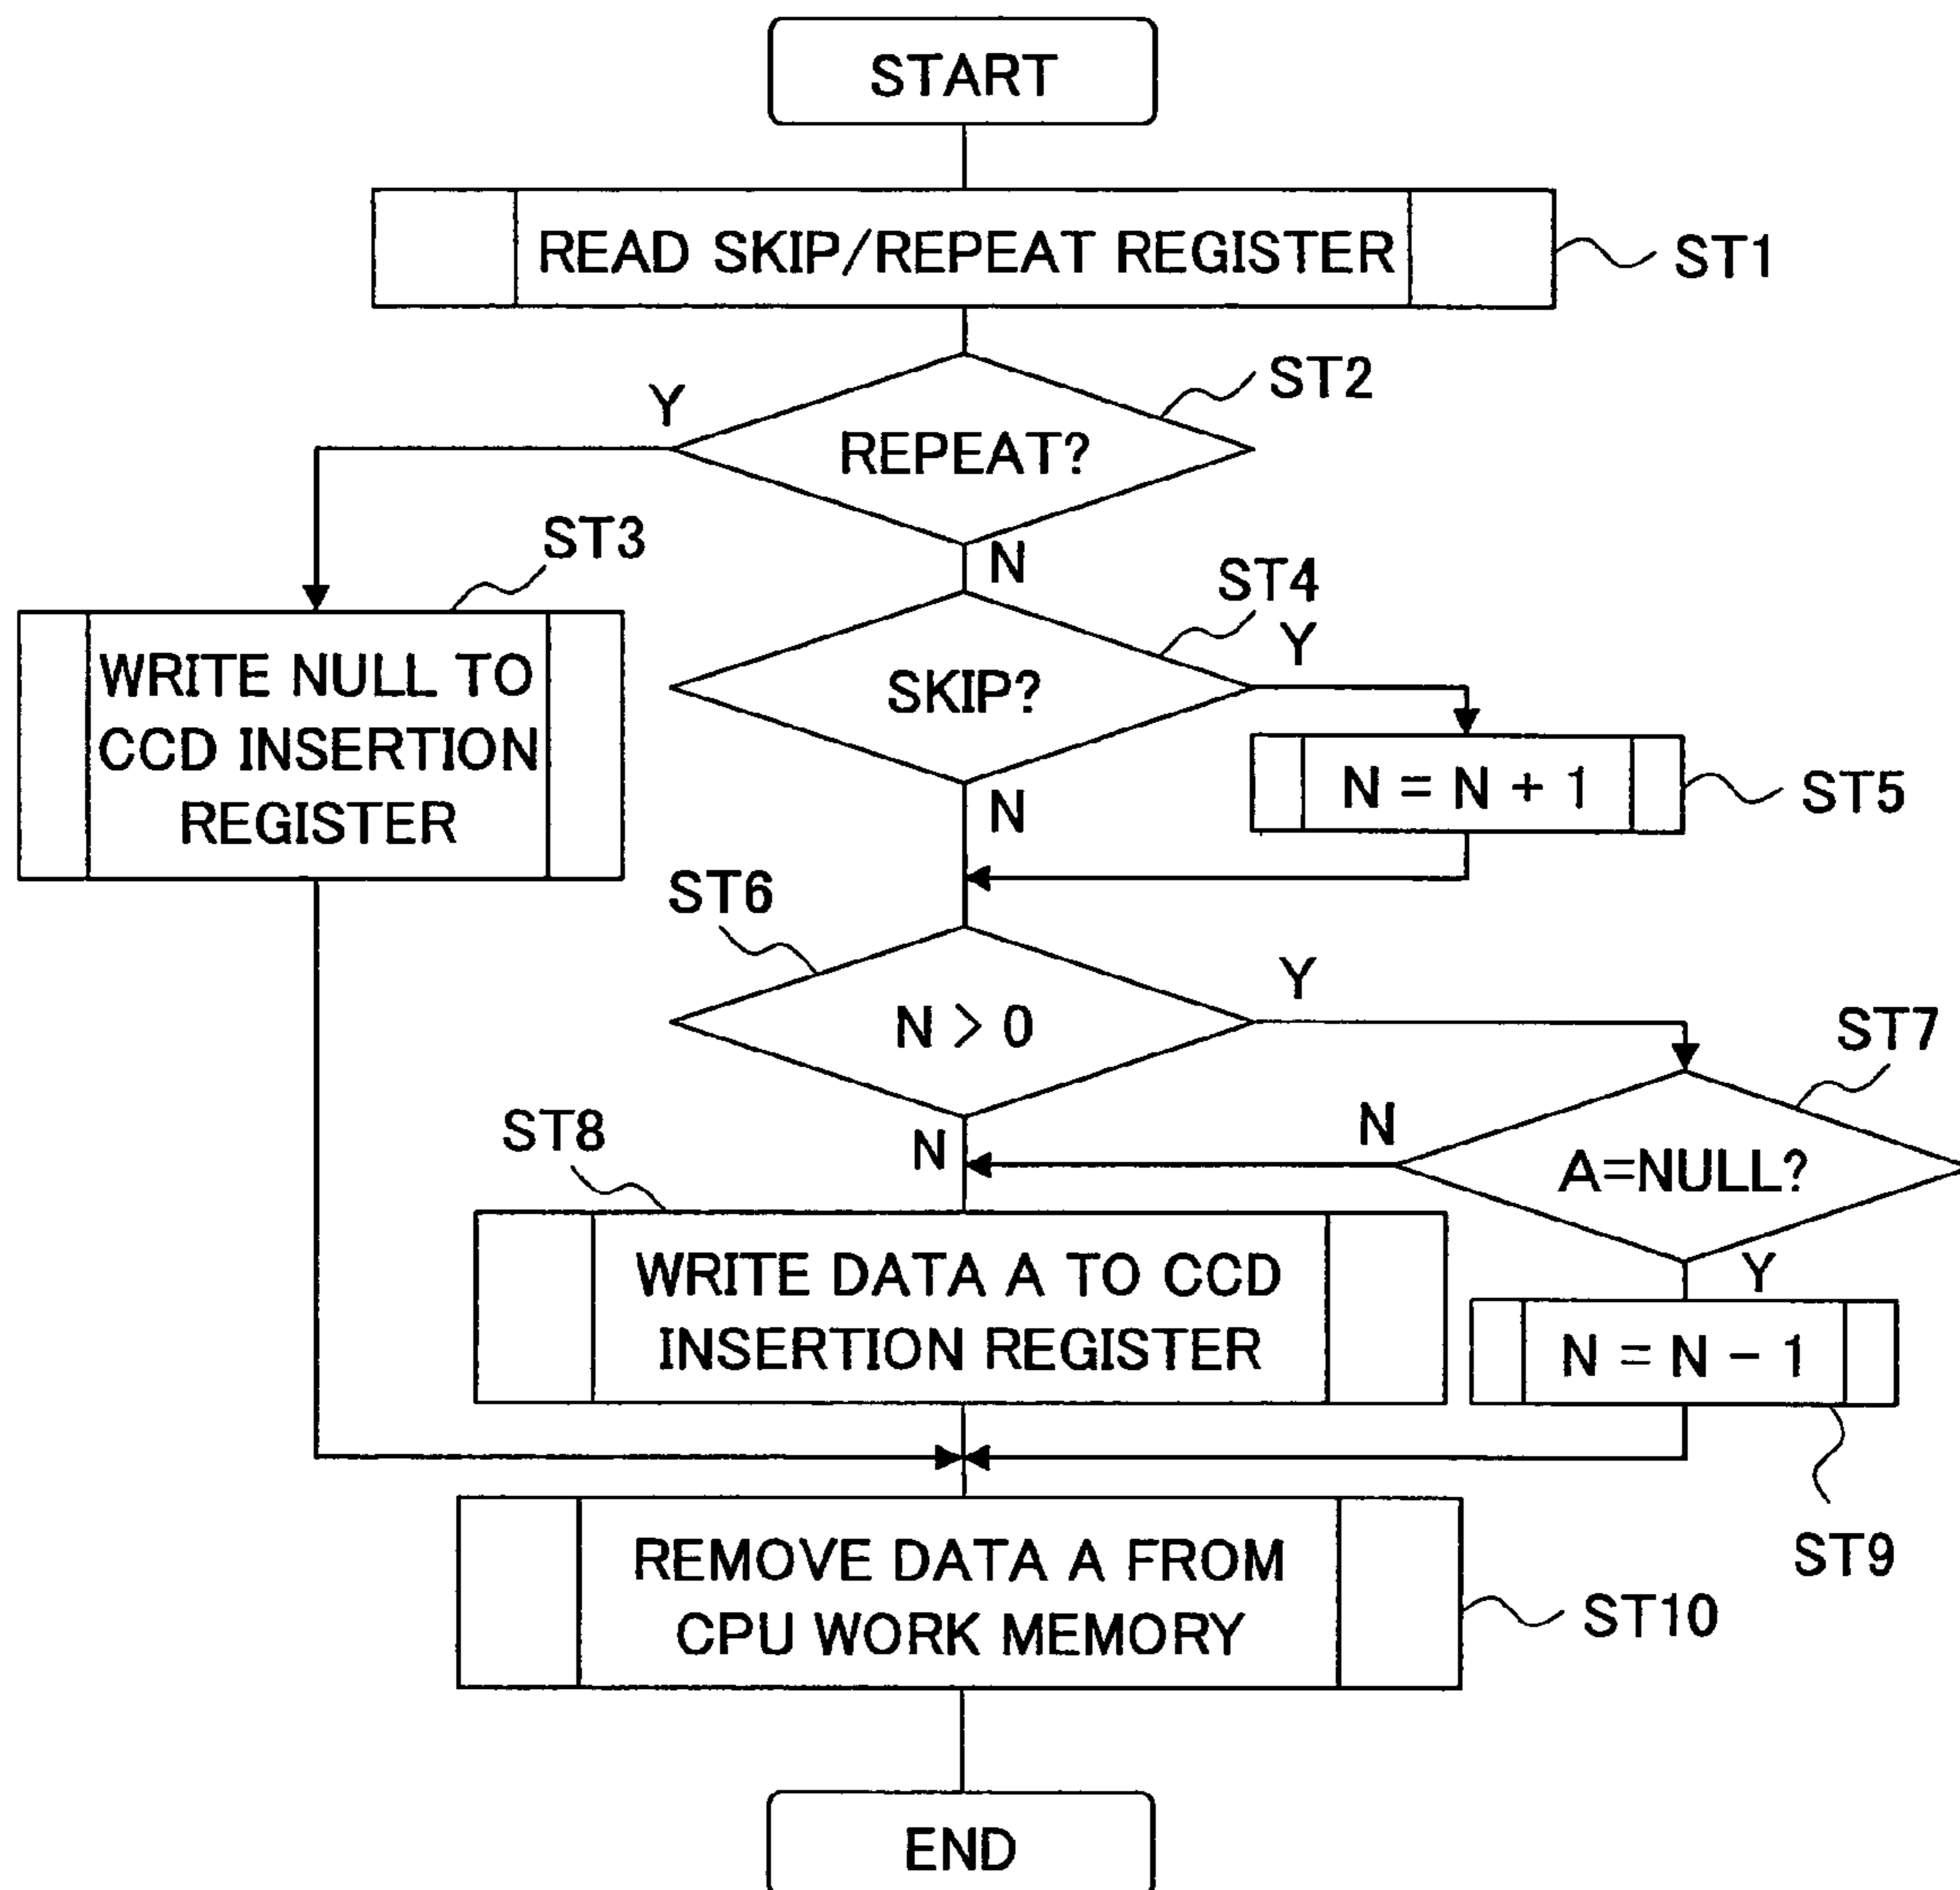 START
READ SKIP/REPEAT REGISTER
ST1
ST2
Y
REPEAT?
ST3
N
ST4
Y
WRITE NULL TO
CCD INSERTION
REGISTER
SKIP?
N = N + 1
ST5
N
ST6
Y
N > 0
ST7
ST8
N
N
A=NULL?
Y
WRITE DATA A TO CCD
INSERTION REGISTER
N = N - 1
REMOVE DATA A FROM
CPU WORK MEMORY
ST9
ST10
END